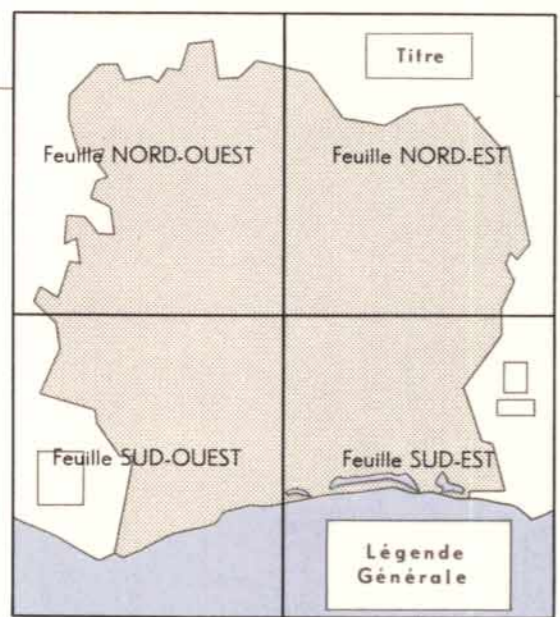 Titre
Feuille NORD-OUEST
Feuille NORD-EST
Feuille SUD-OUEST
Feuille SUD-EST
Légende
Générale